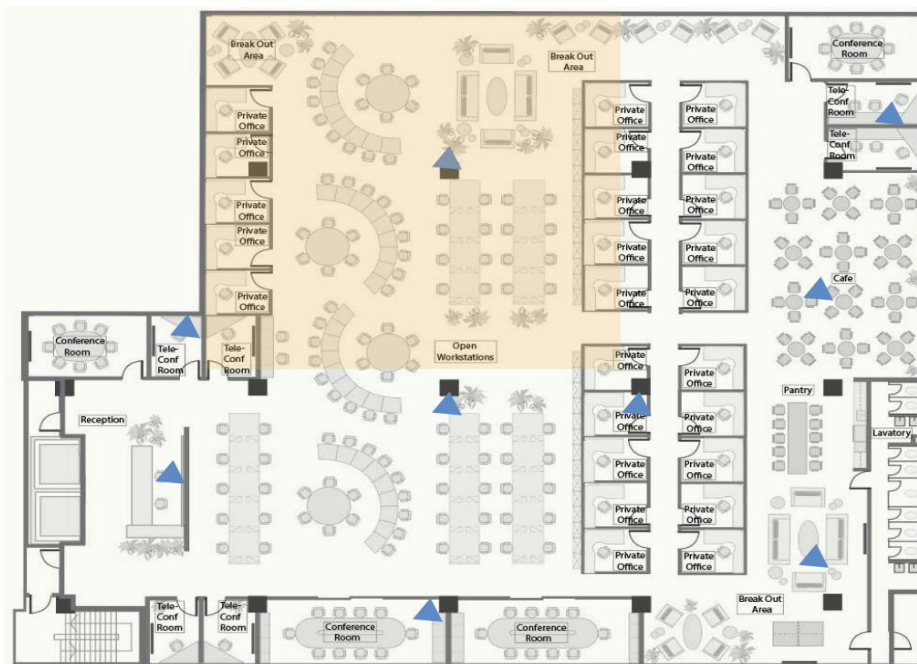 Break Out
Area
Break Out
Area
Conference
Room
Tele-
Conf
Room
Tele-
Conf
Room
Private
Office
Private
Office
Private
Office
Private
Office
Private
Office
Private
Office
Private
Office
Private
Office
Private
Office
Private
Office
Private
Office
Private
Office
Private
Office
Private
Office
Private
Office
Cafe
Conference
Room
Tele-
Conf
Room
Tele-
Conf
Room
Open
Workstations
Private
Office
Private
Office
Private
Office
Private
Office
Private
Office
Private
Office
Private
Office
Private
Office
Private
Office
Private
Office
Pantry
Reception
Lavatory
Break Out
Area
Tele-
Conf
Room
Tele-
Conf
Room
Conference
Room
Conference
Room